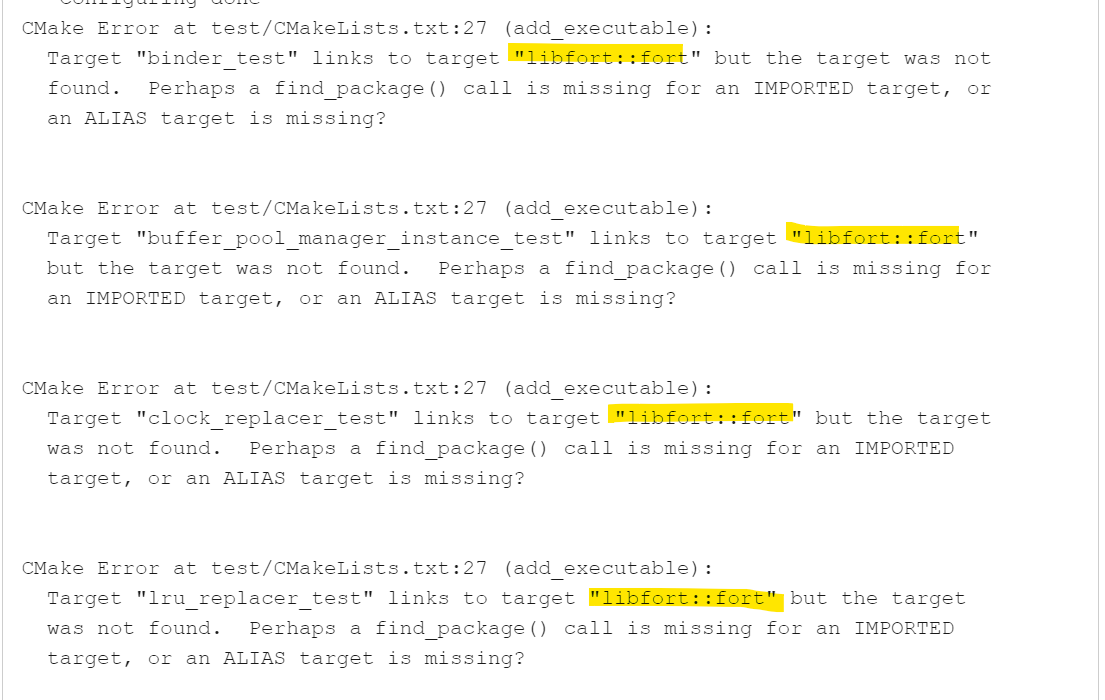 Configuring done
CMake Error at test/CMakeLists.txt:27 (add_executable):
Target "binder_test" links to target "libfort::fort" but the target was not
found.  Perhaps a find_package() call is missing for an IMPORTED target, or
an ALIAS target is missing?
CMake Error at test/CMakeLists.txt:27 (add_executable):
Target "buffer_pool_manager_instance_test" links to target "libfort::fort"
but the target was not found.  Perhaps a find_package() call is missing for
an IMPORTED target, or an ALIAS target is missing?
CMake Error at test/CMakeLists.txt:27 (add_executable):
Target "clock_replacer_test" links to target "libfort::fort" but the target
was not found.  Perhaps a find_package() call is missing for an IMPORTED
target, or an ALIAS target is missing?
CMake Error at test/CMakeLists.txt:27 (add_executable):
Target "lru_replacer_test" links to target "libfort::fort" but the target
was not found.  Perhaps a find_package() call is missing for an IMPORTED
target, or an ALIAS target is missing?